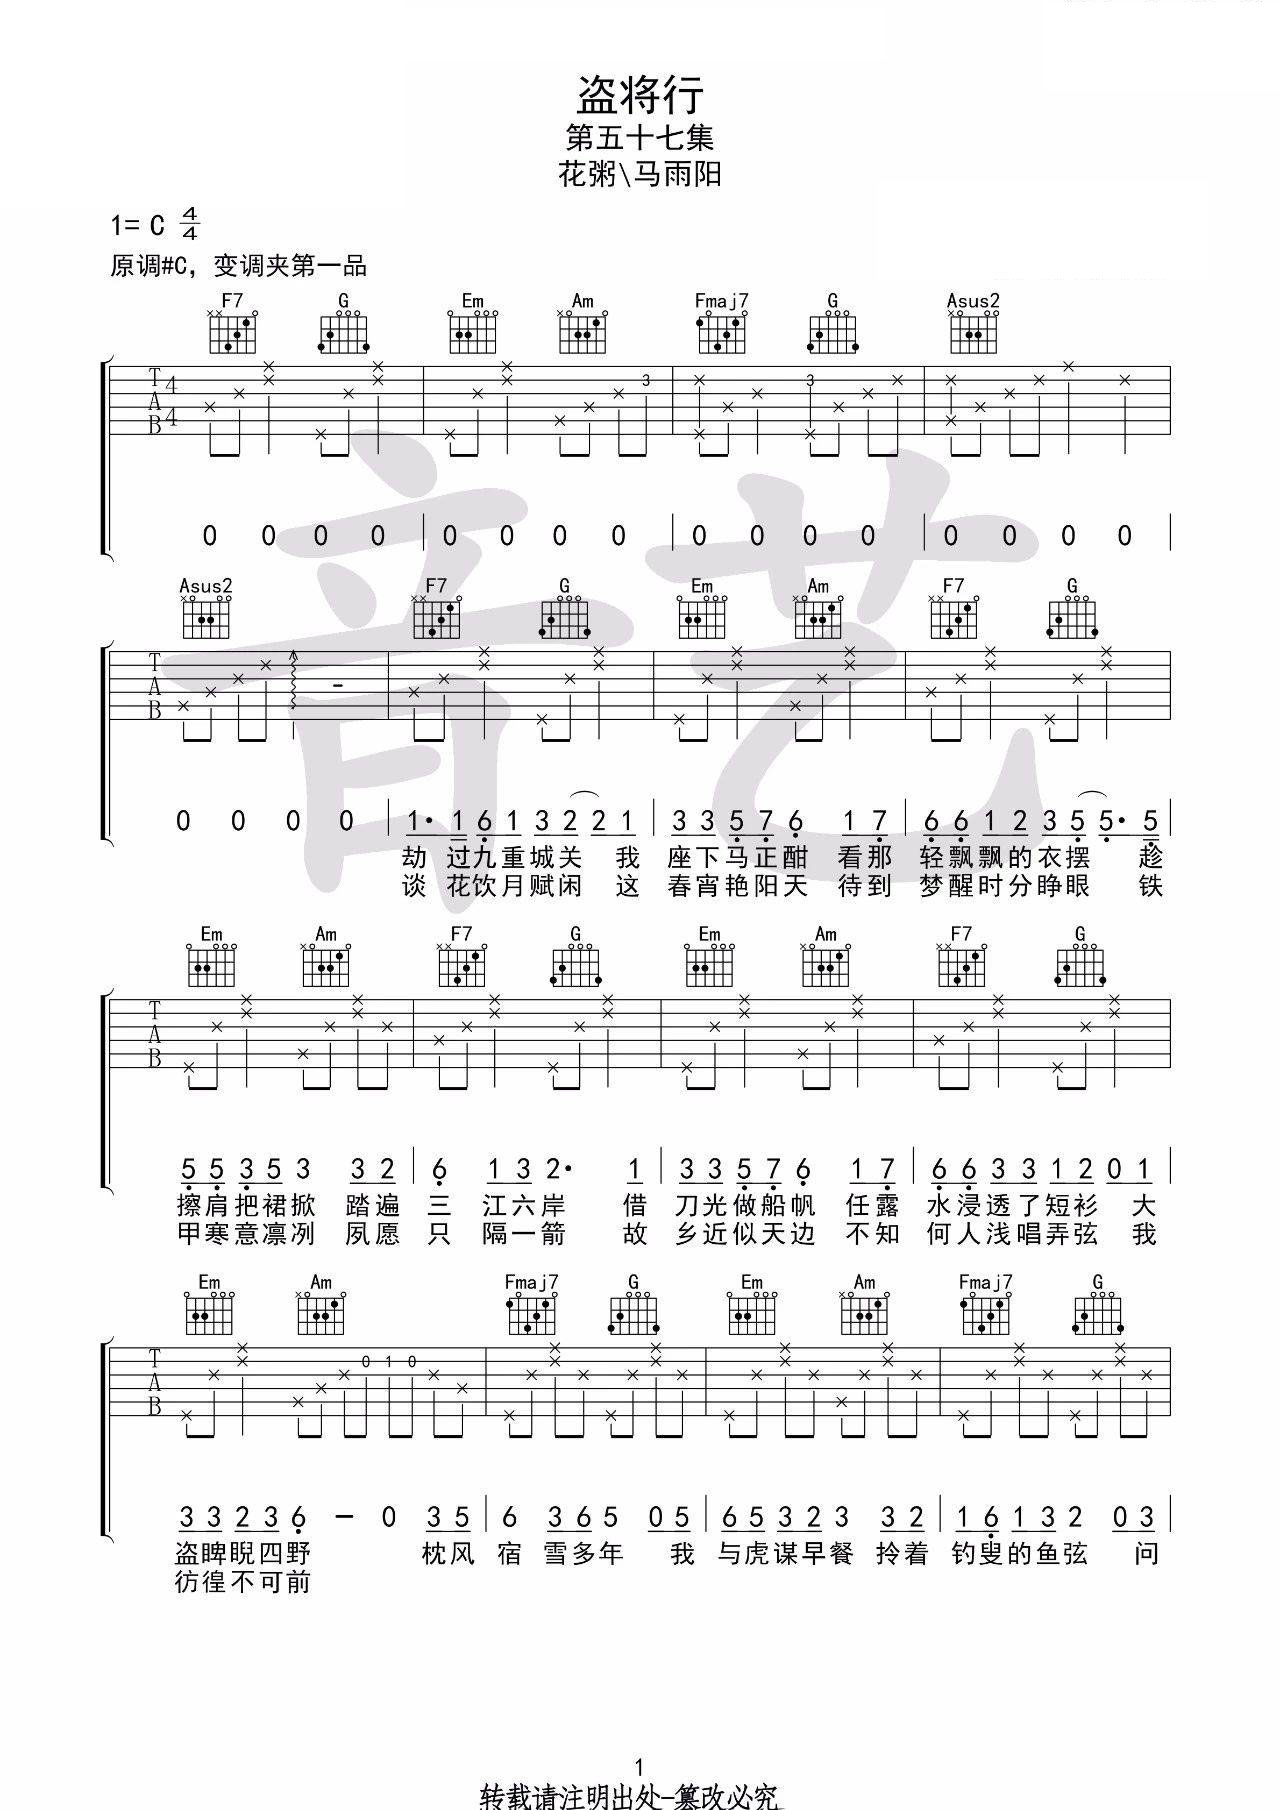 盗将行
第五十七集
花粥\马雨阳
1= C 4/4
原调#C，变调夹第一品
F7 G Em Am Fmaj7 G Asus2
T A B 4 4 3 3
0 0 0 0 0 0 0 0 0 0 0 0 0 0 0 0
音艺
Asus2 F7 G Em Am F7 G
T A B
0 0 0 0 1· 1 6 1 3 2 2 1 3 3 5 7 6 1 7 6 6 1 2 3 5 5· 5
劫 过九重城关 我 座下马正酣 看那 轻飘飘的衣摆 趁
谈 花饮月赋闲 这 春宵艳阳天 待到 梦醒时分睁眼 铁
Em Am F7 G Em Am F7 G
T A B
5 5 3 5 3 3 2 6 1 3 2· 1 3 3 5 7 6 1 7 6 6 3 3 1 2 0 1
擦肩把裙掀 踏遍 三 江六岸 借 刀光做船帆 任露 水浸透了短衫 大
甲寒意凛冽 夙愿 只 隔一箭 故 乡近似天边 不知 何人浅唱弄弦 我
Em Am Fmaj7 G Em Am Fmaj7 G
T A B 0 1 0
3 3 2 3 6 – 0 3 5 6 3 6 5 0 5 6 5 3 2 3 3 2 1 6 1 3 2 0 3
盗睥睨四野 枕风 宿 雪多年 我 与虎谋早餐 拎着 钓叟的鱼弦 问
彷徨不可前
1
转载请注明出处-篡改必究